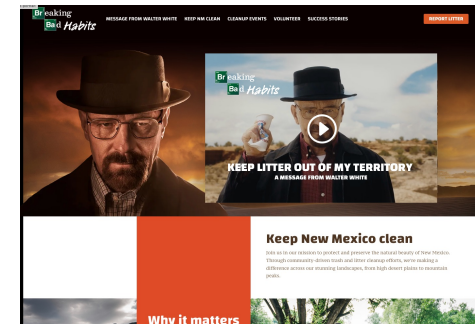 Breaking
Bad Habits
MESSAGE FROM WALTER WHITE KEEP NM CLEAN CLEANUP EVENTS VOLUNTEER SUCCESS STORIES
REPORT LITTER
Breaking
Bad Habits
KEEP LITTER OUT OF MY TERRITORY
A MESSAGE FROM WALTER WHITE
Keep New Mexico clean
Join us in our mission to protect and preserve the natural beauty of New Mexico.
Through community-driven trash and litter cleanup efforts, we're making a
difference across our stunning landscapes, from high desert plains to mountain
peaks.
Why it matters